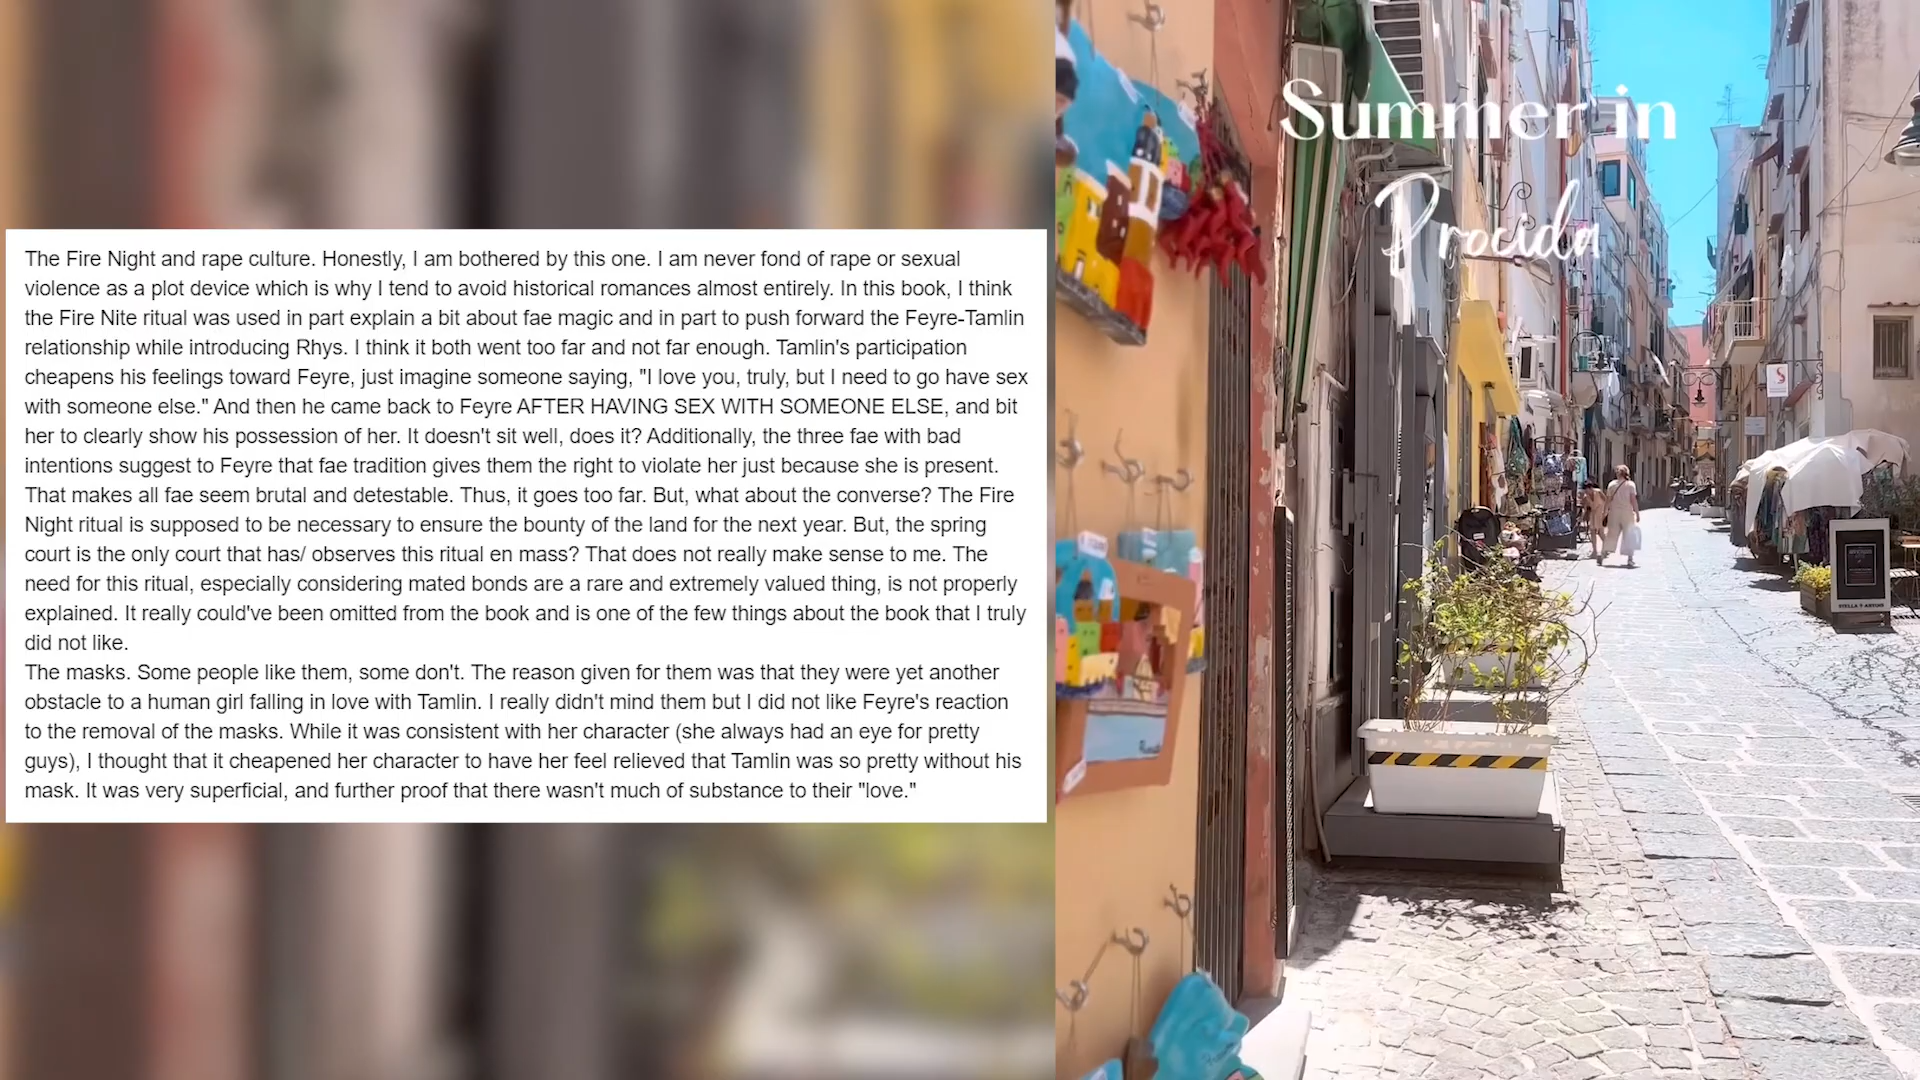 The Fire Night and rape culture. Honestly, I am bothered by this one. I am never fond of rape or sexual
violence as a plot device which is why I tend to avoid historical romances almost entirely. In this book, I think
the Fire Nite ritual was used in part explain a bit about fae magic and in part to push forward the Feyre-Tamlin
relationship while introducing Rhys. I think it both went too far and not far enough. Tamlin's participation
cheapens his feelings toward Feyre, just imagine someone saying, "I love you, truly, but I need to go have sex
with someone else." And then he came back to Feyre AFTER HAVING SEX WITH SOMEONE ELSE, and bit
her to clearly show his possession of her. It doesn't sit well, does it? Additionally, the three fae with bad
intentions suggest to Feyre that fae tradition gives them the right to violate her just because she is present.
That makes all fae seem brutal and detestable. Thus, it goes too far. But, what about the converse? The Fire
Night ritual is supposed to be necessary to ensure the bounty of the land for the next year. But, the spring
court is the only court that has/ observes this ritual en mass? That does not really make sense to me. The
need for this ritual, especially considering mated bonds are a rare and extremely valued thing, is not properly
explained. It really could've been omitted from the book and is one of the few things about the book that I truly
did not like.
The masks. Some people like them, some don't. The reason given for them was that they were yet another
obstacle to a human girl falling in love with Tamlin. I really didn't mind them but I did not like Feyre's reaction
to the removal of the masks. While it was consistent with her character (she always had an eye for pretty
guys), I thought that it cheapened her character to have her feel relieved that Tamlin was so pretty without his
mask. It was very superficial, and further proof that there wasn't much of substance to their "love."
Summer in
Procida